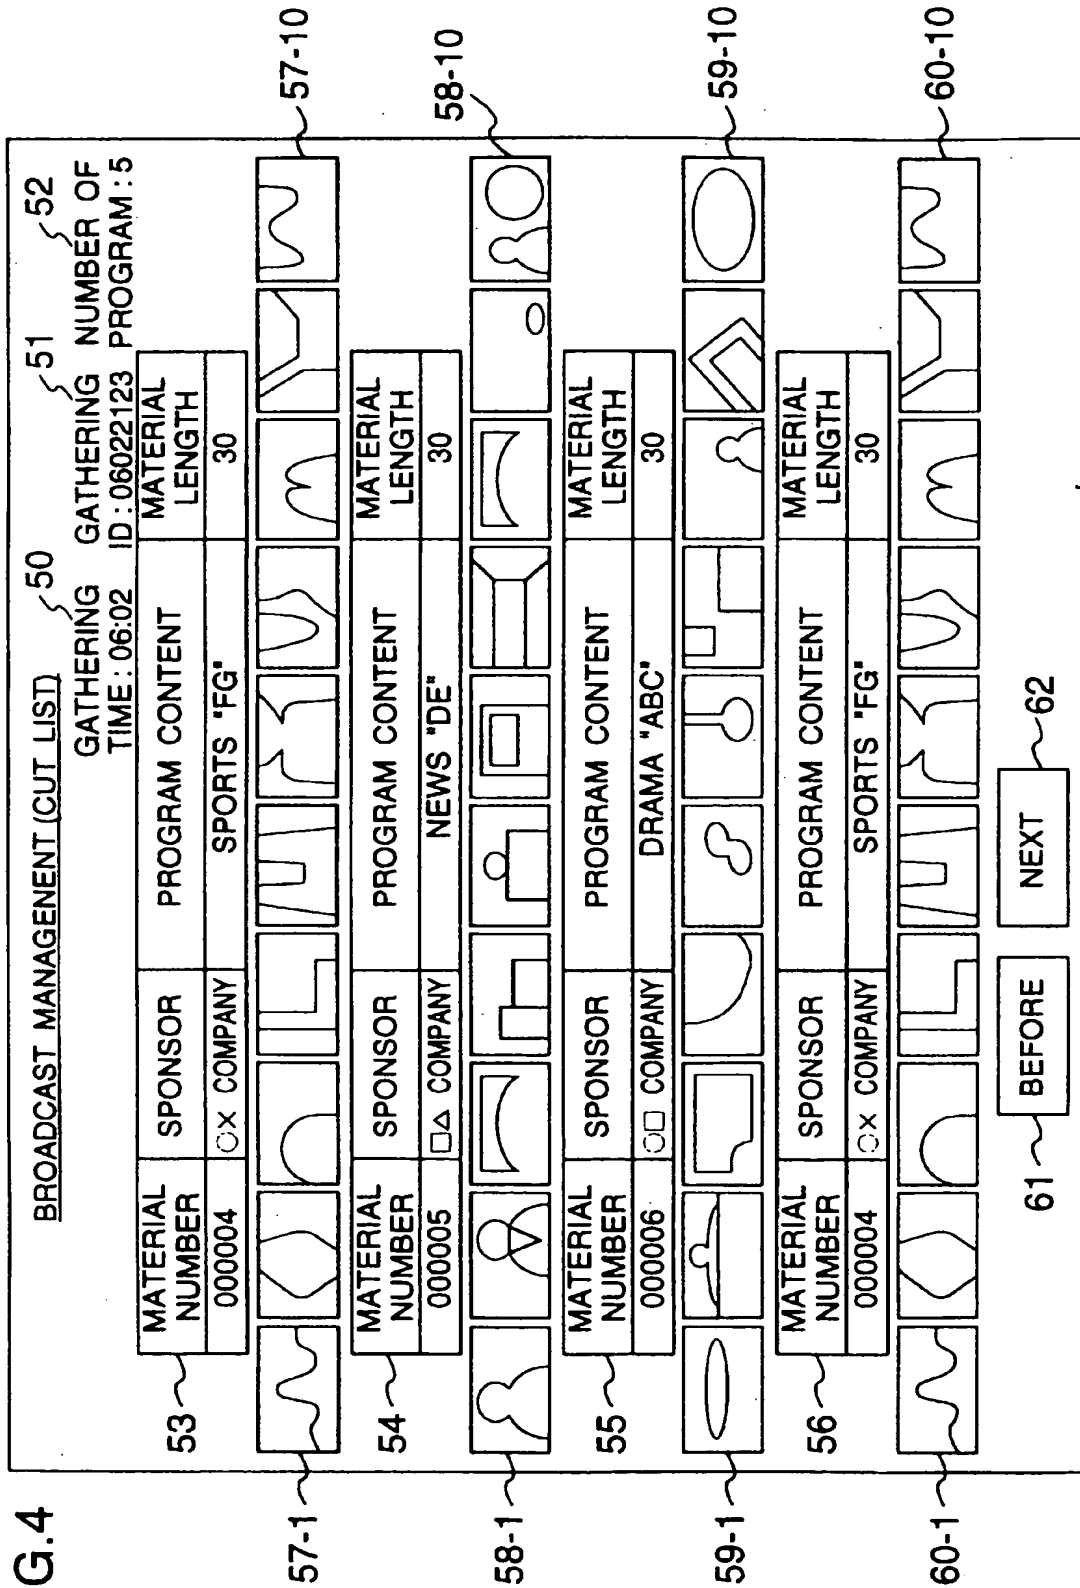 G.4
BROADCAST MANAGENENT (CUT LIST)
50
51
52
GATHERING GATHERING NUMBER OF
TIME : 06:02 ID : 06022123 PROGRAM : 5
53
MATERIAL NUMBER SPONSOR PROGRAM CONTENT MATERIAL LENGTH
000004 ○× COMPANY SPORTS "FG" 30
57-1
57-10
54
MATERIAL NUMBER SPONSOR PROGRAM CONTENT MATERIAL LENGTH
000005 □△ COMPANY NEWS "DE" 30
58-1
58-10
55
MATERIAL NUMBER SPONSOR PROGRAM CONTENT MATERIAL LENGTH
000006 ○□ COMPANY DRAMA "ABC" 30
59-1
59-10
56
MATERIAL NUMBER SPONSOR PROGRAM CONTENT MATERIAL LENGTH
000004 ○× COMPANY SPORTS "FG" 30
60-1
60-10
61
BEFORE
NEXT
62